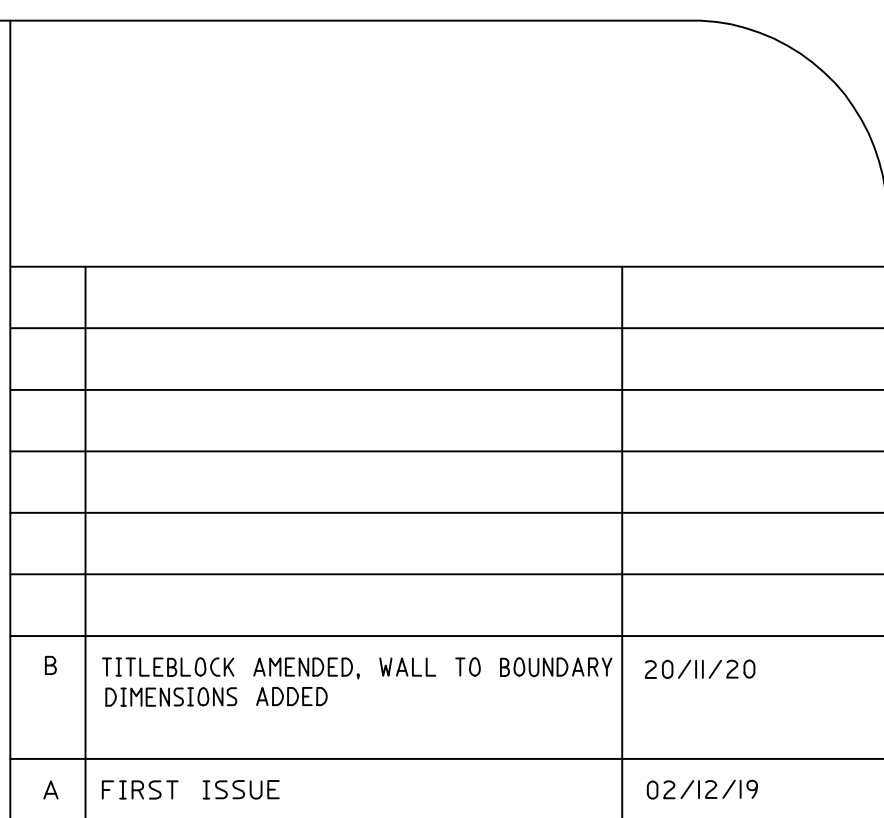 B TITLEBLOCK AMENDED, WALL TO BOUNDARY 20/11/20
DIMENSIONS ADDED
A FIRST ISSUE 02/12/19